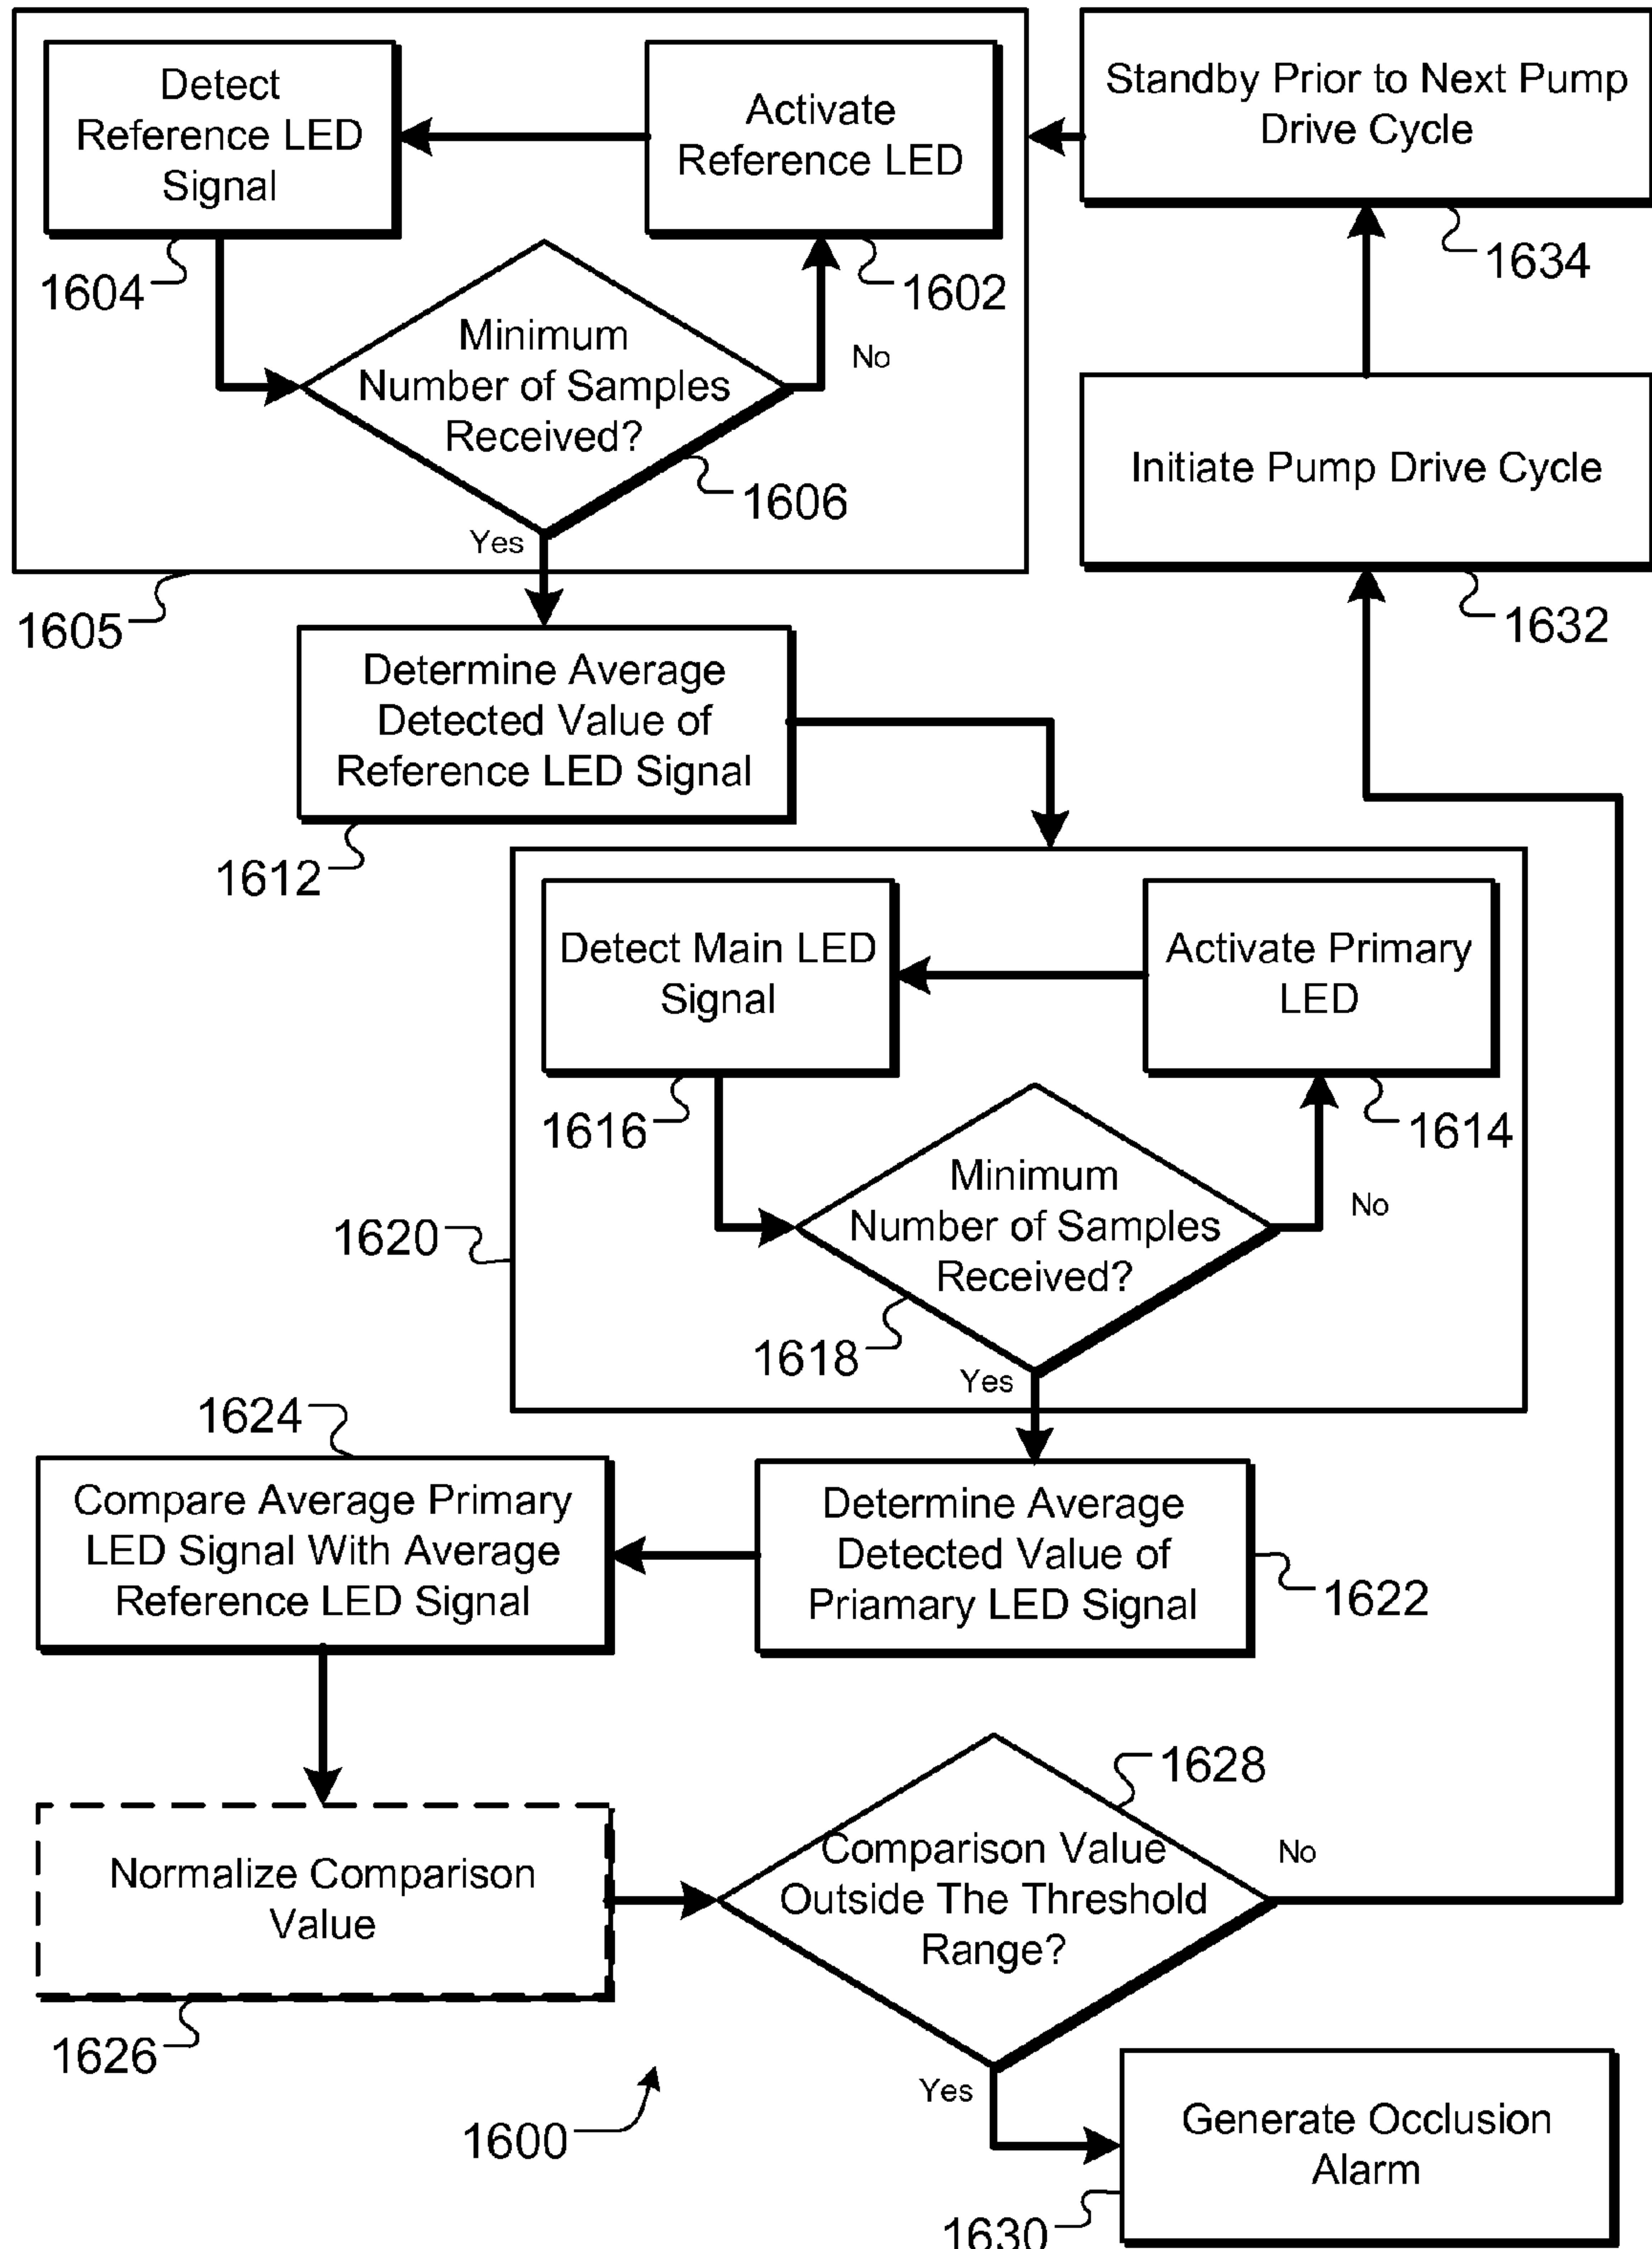 Detect
Reference LED
Signal
1604
Activate
Reference LED
1602
Standby Prior to Next Pump
Drive Cycle
1634
Minimum
Number of Samples
Received?
No
1606
Yes
1605
Initiate Pump Drive Cycle
1632
Determine Average
Detected Value of
Reference LED Signal
1612
Detect Main LED
Signal
1616
Activate Primary
LED
1614
Minimum
Number of Samples
Received?
No
1620
1618
Yes
1624
Compare Average Primary
LED Signal With Average
Reference LED Signal
Determine Average
Detected Value of
Priamary LED Signal
1622
Normalize Comparison
Value
1626
1628
Comparison Value
Outside The Threshold
Range?
No
Yes
1600
Generate Occlusion
Alarm
1630